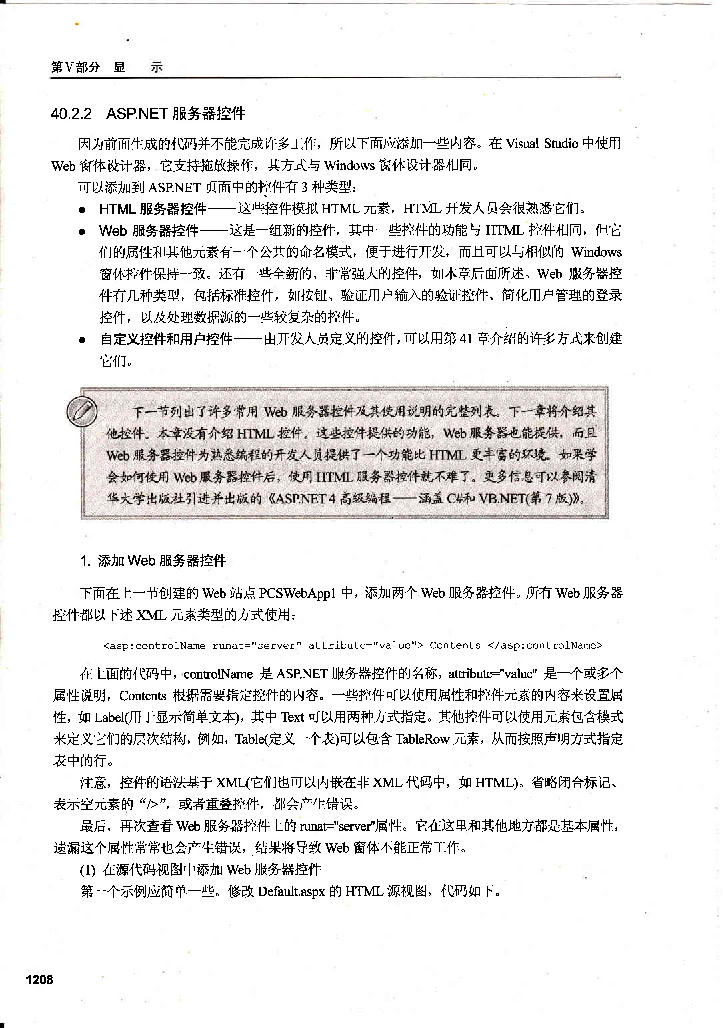 第Ⅴ部分 显 示
40.2.2 ASP.NET 服务器控件
因为前面生成的代码并不能完成许多工作，所以下面应添加一些内容。在 Visual Studio 中使用
Web 窗体设计器，它支持拖放操作，其方式与 Windows 窗体设计器相同。
可以添加到 ASP.NET 页面中的控件有 3 种类型：
● HTML 服务器控件——这些控件模拟 HTML 元素，HTML 开发人员会很熟悉它们。
● Web 服务器控件——这是一组新的控件，其中一些控件的功能与 HTML 控件相同，但它
们的属性和其他元素有一个公共的命名模式，便于进行开发，而且可以与相似的 Windows
窗体控件保持一致。还有一些全新的、非常强大的控件，如本章后面所述。Web 服务器控
件有几种类型，包括标准控件，如按钮、验证用户输入的验证控件、简化用户管理的登录
控件，以及处理数据源的一些较复杂的控件。
● 自定义控件和用户控件——由开发人员定义的控件，可以用第 41 章介绍的许多方式来创建
它们。
下一节列出了许多常用 Web 服务器控件及其使用说明的完整列表。下一章将介绍其
他控件。本章没有介绍 HTML 控件。这些控件提供的功能，Web 服务器也能提供，而且
Web 服务器控件为熟悉编程的开发人员提供了一个功能比 HTML 更丰富的环境。如果学
会如何使用 Web 服务器控件后，使用 HTML 服务器控件就不难了。更多信息可以参阅清
华大学出版社引进并出版的《ASP.NET 4 高级编程——涵盖 C#和 VB.NET(第 7 版)》。
1. 添加 Web 服务器控件
下面在上一节创建的 Web 站点 PCSWebApp1 中，添加两个 Web 服务器控件。所有 Web 服务器
控件都以下述 XML 元素类型的方式使用：
<asp:controlName runat="server" attribute="value"> Contents </asp:controlName>
在上面的代码中，controlName 是 ASP.NET 服务器控件的名称，attribute="value" 是一个或多个
属性说明，Contents 根据需要指定控件的内容。一些控件可以使用属性和控件元素的内容来设置属
性，如 Label(用于显示简单文本)，其中 Text 可以用两种方式指定。其他控件可以使用元素包含模式
来定义它们的层次结构，例如，Table(定义一个表)可以包含 TableRow 元素，从而按照声明方式指定
表中的行。
注意，控件的语法基于 XML(它们也可以内嵌在非 XML 代码中，如 HTML)。省略闭合标记、
表示空元素的“/>”，或者重叠控件，都会产生错误。
最后，再次查看 Web 服务器控件上的 runat="server"属性。它在这里和其他地方都是基本属性，
遗漏这个属性常常也会产生错误，结果将导致 Web 窗体不能正常工作。
(1) 在源代码视图中添加 Web 服务器控件
第一个示例应简单一些。修改 Default.aspx 的 HTML 源视图，代码如下。
1208